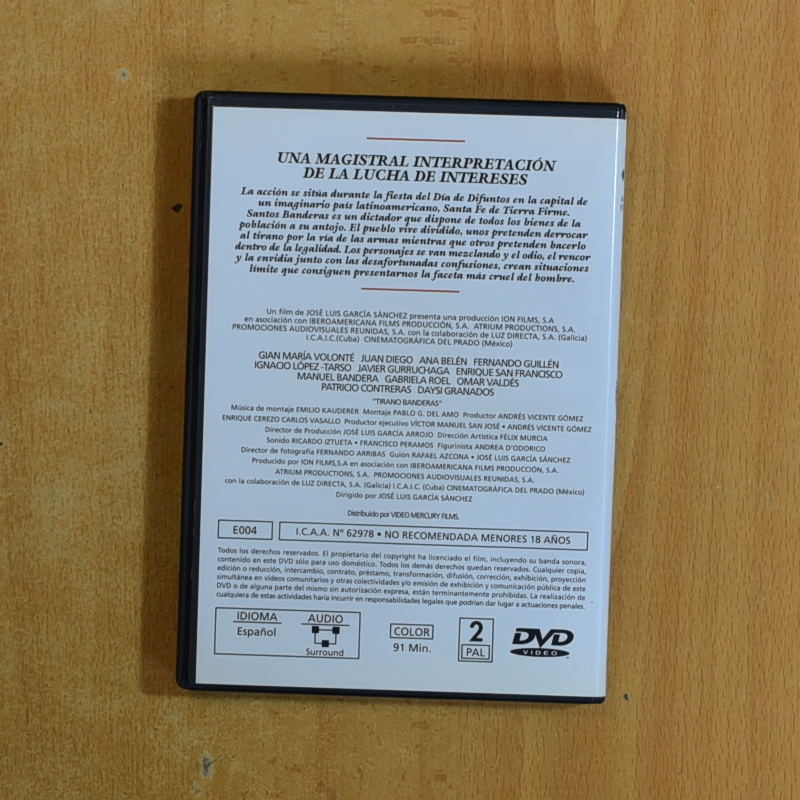 UNA MAGISTRAL INTERPRETACIÓN
DE LA LUCHA DE INTERESES
La acción se sitúa durante la fiesta del Día de Difuntos en la capital de
un imaginario país latinoamericano, Santa Fe de Tierra Firme.
Santos Banderas es un dictador que dispone de todos los bienes de la
población a su antojo. El pueblo vive dividido, unos pretenden derrocar
al tirano por la vía de las armas mientras que otros pretenden hacerlo
dentro de la legalidad. Los personajes se van mezclando y el odio, el rencor
y la envidia junto con las desafortunadas confusiones, crean situaciones
límite que consiguen presentarnos la faceta más cruel del hombre.
Un film de JOSÉ LUIS GARCÍA SÁNCHEZ presenta una producción ION FILMS, S.A
en asociación con IBEROAMERICANA FILMS PRODUCCIÓN, S.A. ATRIUM PRODUCTIONS, S.A.
PROMOCIONES AUDIOVISUALES REUNIDAS, S.A. con la colaboración de LUZ DIRECTA, S.A. (Galicia)
I.C.A.I.C.(Cuba) CINEMATOGRÁFICA DEL PRADO (México)
GIAN MARÍA VOLONTÉ JUAN DIEGO ANA BELÉN FERNANDO GUILLÉN
IGNACIO LÓPEZ -TARSO JAVIER GURRUCHAGA ENRIQUE SAN FRANCISCO
MANUEL BANDERA GABRIELA ROEL OMAR VALDÉS
PATRICIO CONTRERAS DAYSI GRANADOS
"TIRANO BANDERAS"
Música de montaje EMILIO KAUDERER Montaje PABLO G. DEL AMO Productor ANDRÉS VICENTE GÓMEZ
ENRIQUE CEREZO CARLOS VASALLO Productor ejecutivo VÍCTOR MANUEL SAN JOSÉ • ANDRÉS VICENTE GÓMEZ
Director de Producción JOSÉ LUIS GARCÍA ARROJO Dirección Artística FÉLIX MURCIA
Sonido RICARDO IZTUETA • FRANCISCO PERAMOS Figurinista ANDREA D'ODORICO
Director de fotografía FERNANDO ARRIBAS Guión RAFAEL AZCONA • JOSÉ LUIS GARCÍA SÁNCHEZ
Producido por ION FILMS,S.A en asociación con IBEROAMERICANA FILMS PRODUCCIÓN, S.A.
ATRIUM PRODUCTIONS, S.A. PROMOCIONES AUDIOVISUALES REUNIDAS, S.A.
con la colaboración de LUZ DIRECTA, S.A. (Galicia) I.C.A.I.C. (Cuba) CINEMATOGRÁFICA DEL PRADO (México)
Dirigido por JOSÉ LUIS GARCÍA SÁNCHEZ
Distribuido por VIDEO MERCURY FILMS.
E004 I.C.A.A. Nº 62978 • NO RECOMENDADA MENORES 18 AÑOS
Todos los derechos reservados. El propietario del copyright ha licenciado el film, incluyendo su banda sonora,
contenido en este DVD sólo para uso doméstico. Todos los demás derechos quedan reservados. Cualquier copia,
edición o reducción, intercambio, contrato, préstamo, transformación, difusión, corrección, exhibición, proyección
simultánea en vídeos comunitarios y otras colectividades y/o emisión de exhibición y comunicación pública de este
DVD o de alguna parte del mismo sin autorización expresa, están terminantemente prohibidas. La realización de
cualquiera de estas actividades haría incurrir en responsabilidades legales que podrían dar lugar a actuaciones penales.
IDIOMA AUDIO
Español
Surround
COLOR
91 Min.
2
PAL
DVD
VIDEO